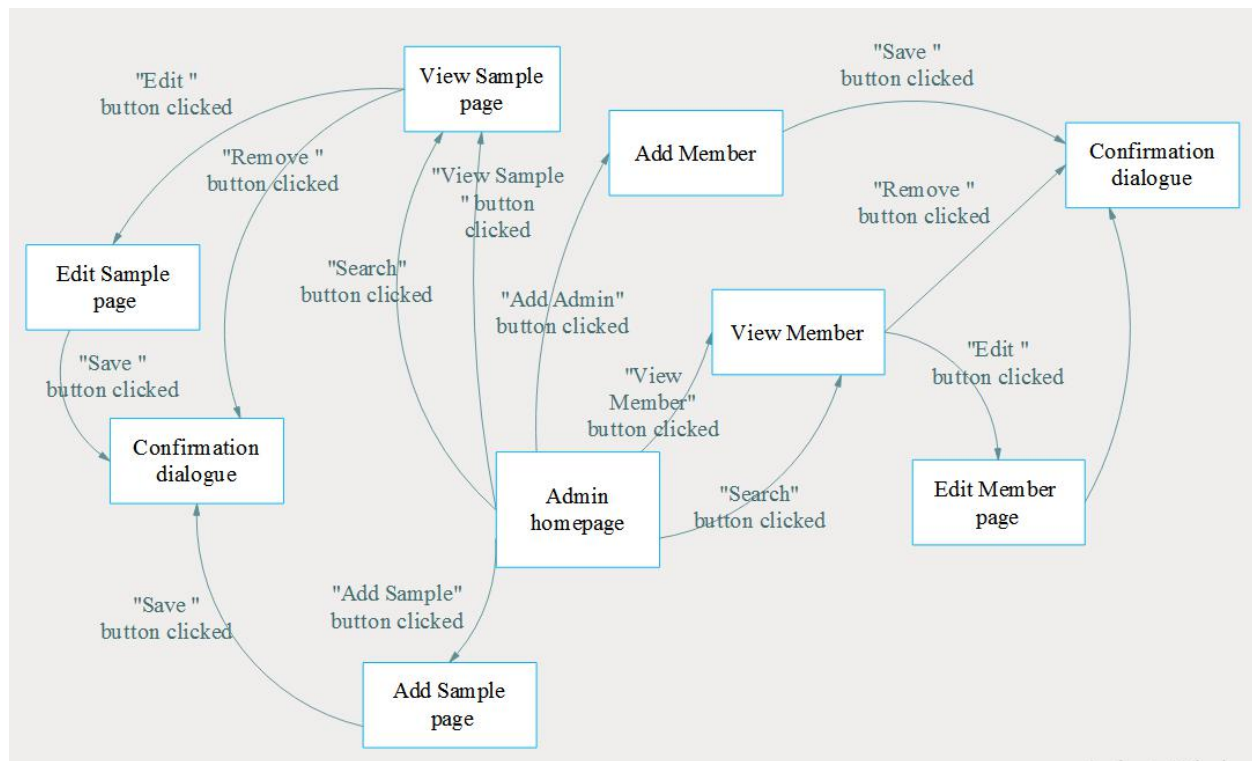 View Sample
page
"Edit "
button clicked
"Save "
button clicked
Add Member
Confirmation
dialogue
"Remove "
button clicked
"View Sample
" button
clicked
"Remove "
button clicked
Edit Sample
page
"Search"
button clicked
"Add Admin"
button clicked
View Member
"Save "
button clicked
"View
Member"
button clicked
"Edit "
button clicked
Confirmation
dialogue
Admin
homepage
"Search"
button clicked
Edit Member
page
"Save "
button clicked
"Add Sample"
button clicked
Add Sample
page